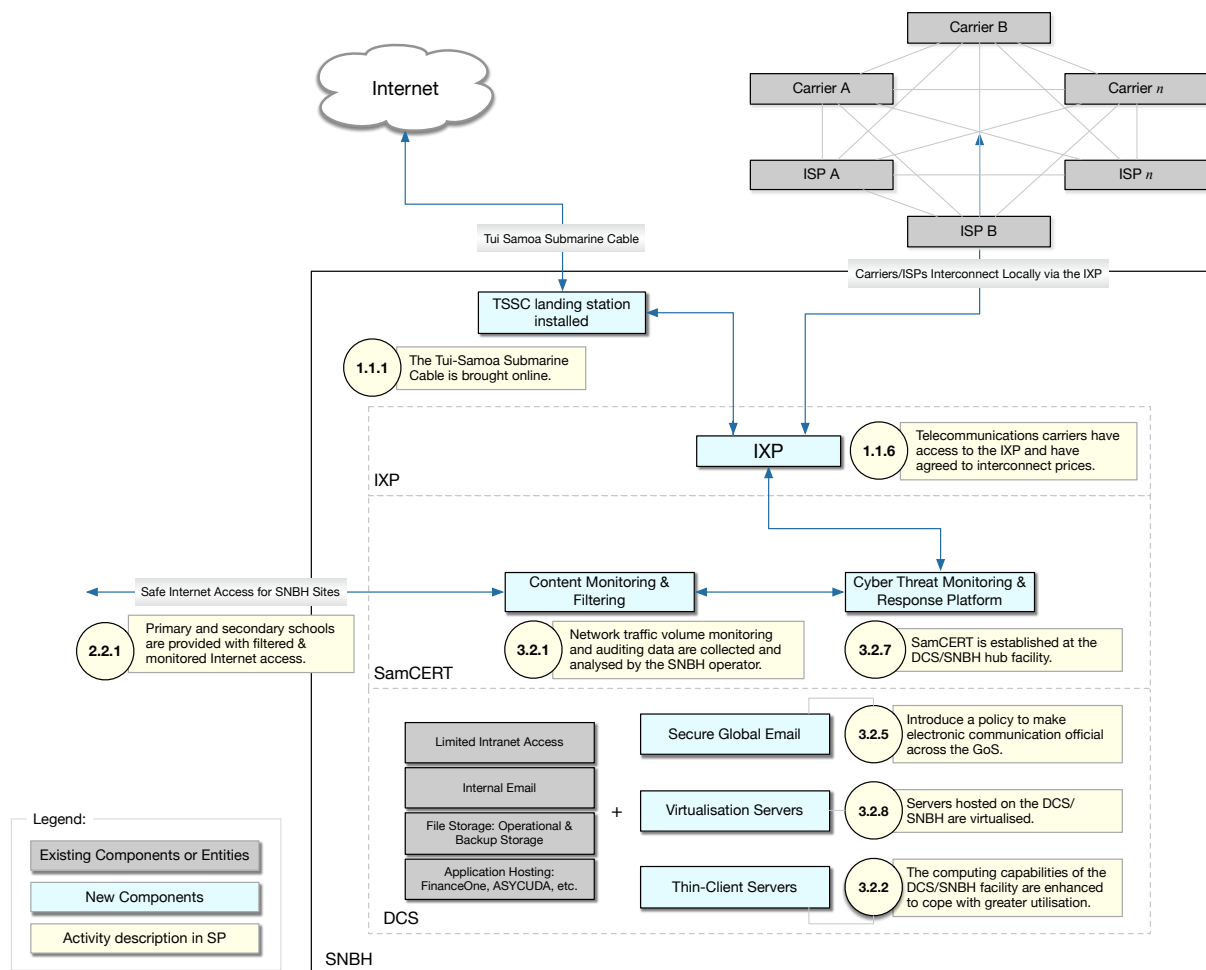 Carrier B
Internet
Carrier A
Carrier n
ISP A
ISP n
ISP B
Tui Samoa Submarine Cable
Carriers/ISPs Interconnect Locally via the IXP
TSSC landing station
installed
1.1.1
The Tui-Samoa Submarine
Cable is brought online.
IXP
1.1.6
Telecommunications carriers have
access to the IXP and have
agreed to interconnect prices.
IXP
Safe Internet Access for SNBH Sites
Content Monitoring &
Filtering
Cyber Threat Monitoring &
Response Platform
2.2.1
Primary and secondary schools
are provided with filtered &
monitored Internet access.
3.2.1
Network traffic volume monitoring
and auditing data are collected and
analysed by the SNBH operator.
3.2.7
SamCERT is established at the
DCS/SNBH hub facility.
SamCERT
Limited Intranet Access
Internal Email
File Storage: Operational &
Backup Storage
Application Hosting:
FinanceOne, ASYCUDA, etc.
+
Secure Global Email
3.2.5
Introduce a policy to make
electronic communication official
across the GoS.
Virtualisation Servers
3.2.8
Servers hosted on the DCS/
SNBH are virtualised.
Thin-Client Servers
3.2.2
The computing capabilities of the
DCS/SNBH facility are enhanced
to cope with greater utilisation.
DCS
SNBH
Legend:
Existing Components or Entities
New Components
Activity description in SP